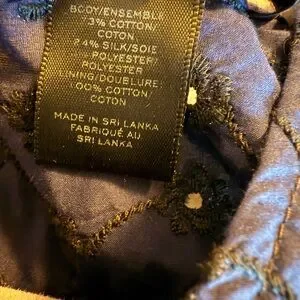 BODY/ENSEMBLE
73% COTTON/
COTON
24% SILK/SOIE
POLYESTER/
POLYESTER
LINING/DOUBLURE:
100% COTTON/
COTON
MADE IN SRI LANKA
FABRIQUÉ AU
SRI LANKA